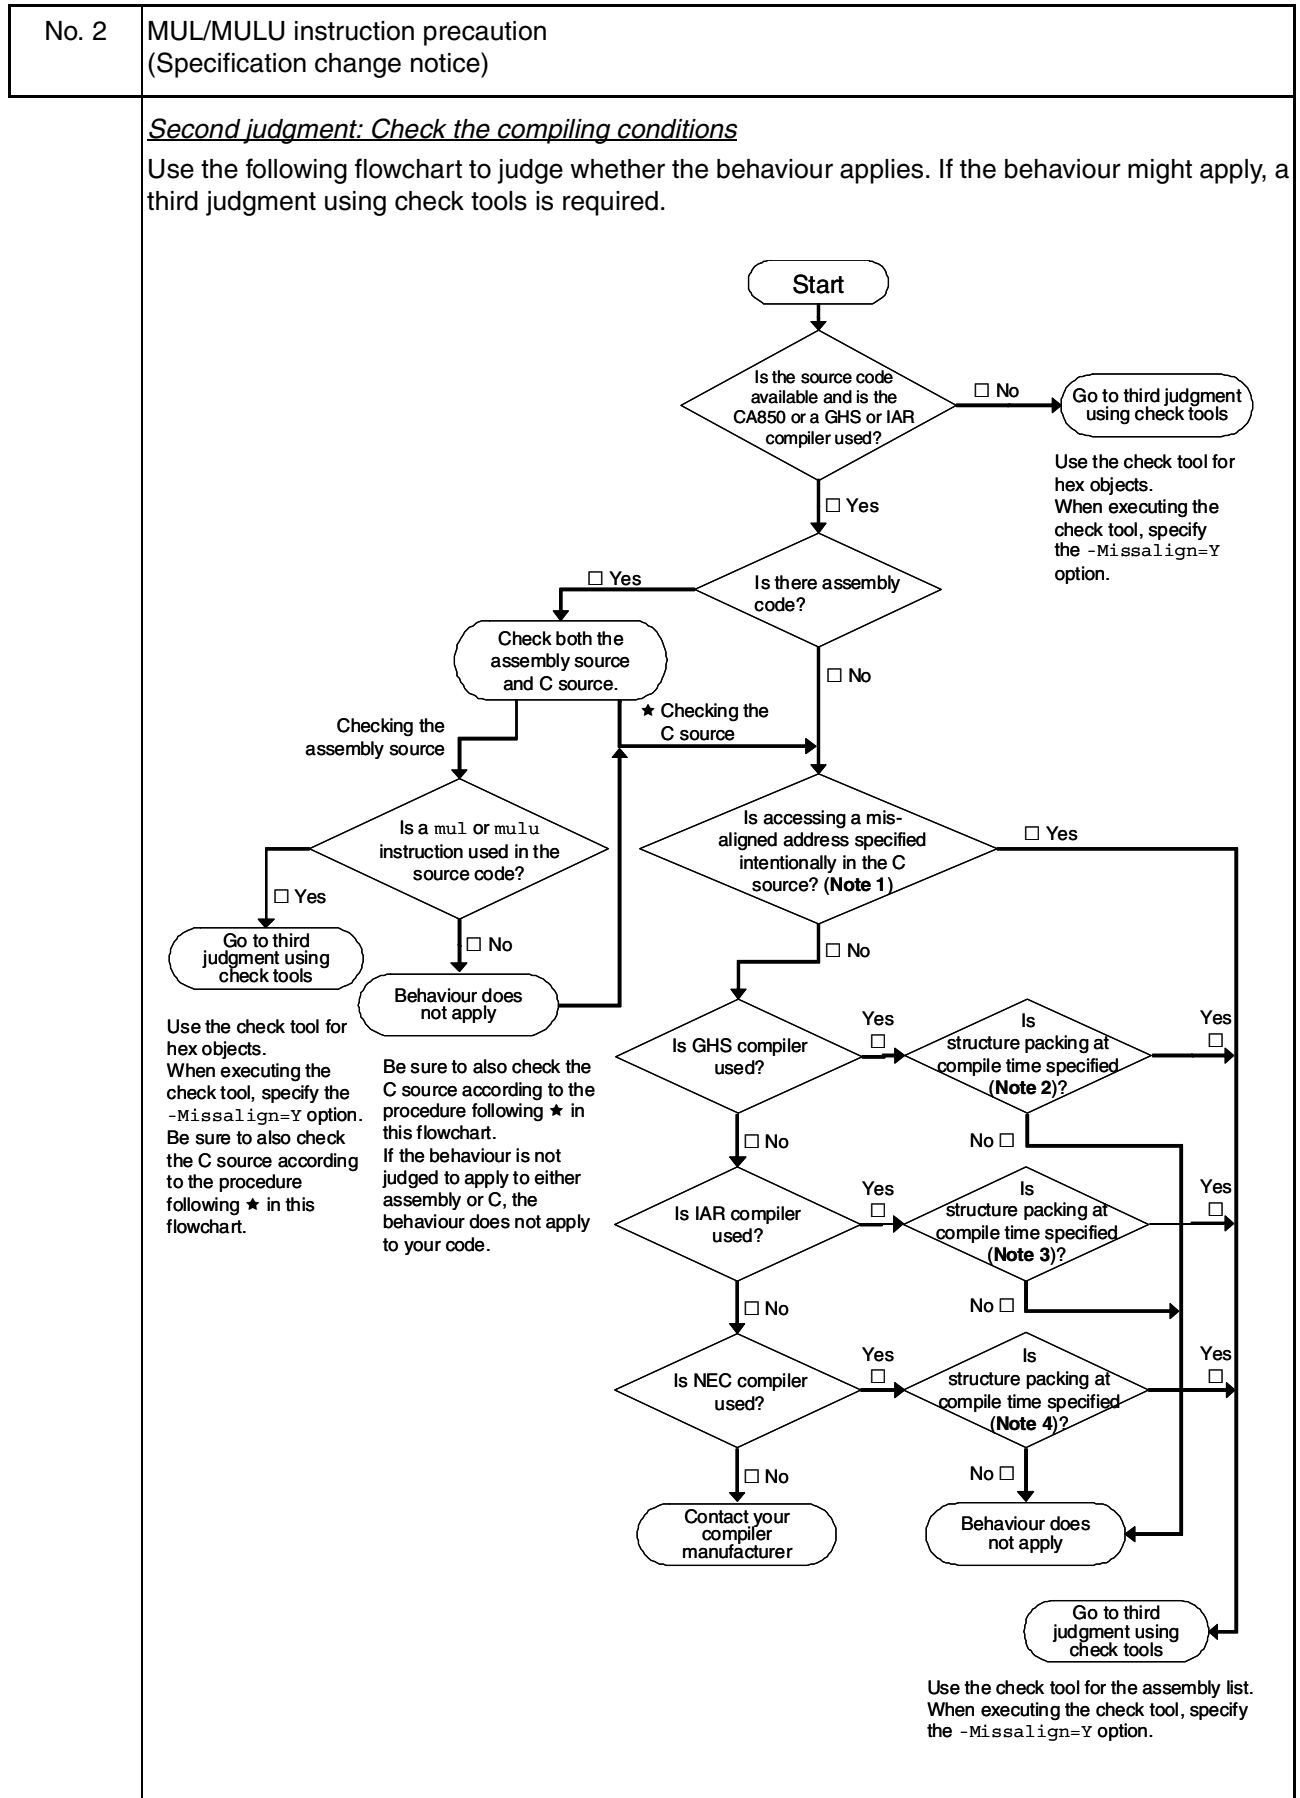 No. 2
MUL/MULU instruction precaution
(Specification change notice)
Second judgment: Check the compiling conditions
Use the following flowchart to judge whether the behaviour applies. If the behaviour might apply, a
third judgment using check tools is required.
Start
Is the source code
available and is the
CA850 or a GHS or IAR
compiler used?
☐ No
Go to third judgment
using check tools
Use the check tool for
hex objects.
When executing the
check tool, specify
the -Missalign=Y
option.
☐ Yes
Is there assembly
code?
☐ Yes
Check both the
assembly source
and C source.
☐ No
Checking the
assembly source
★ Checking the
C source
Is a mul or mulu
instruction used in the
source code?
☐ Yes
Go to third
judgment using
check tools
Use the check tool for
hex objects.
When executing the
check tool, specify the
-Missalign=Y option.
Be sure to also check
the C source according
to the procedure
following ★ in this
flowchart.
☐ No
Behaviour does
not apply
Be sure to also check the
C source according to the
procedure following ★ in
this flowchart.
If the behaviour is not
judged to apply to either
assembly or C, the
behaviour does not apply
to your code.
Is accessing a mis-
aligned address specified
intentionally in the C
source? (Note 1)
☐ Yes
☐ No
Is GHS compiler
used?
Yes
☐
Is
structure packing at
compile time specified
(Note 2)?
Yes
☐
No ☐
☐ No
Is IAR compiler
used?
Yes
☐
Is
structure packing at
compile time specified
(Note 3)?
Yes
☐
No ☐
☐ No
Is NEC compiler
used?
Yes
☐
Is
structure packing at
compile time specified
(Note 4)?
Yes
☐
No ☐
☐ No
Contact your
compiler
manufacturer
Behaviour does
not apply
Go to third
judgment using
check tools
Use the check tool for the assembly list.
When executing the check tool, specify
the -Missalign=Y option.